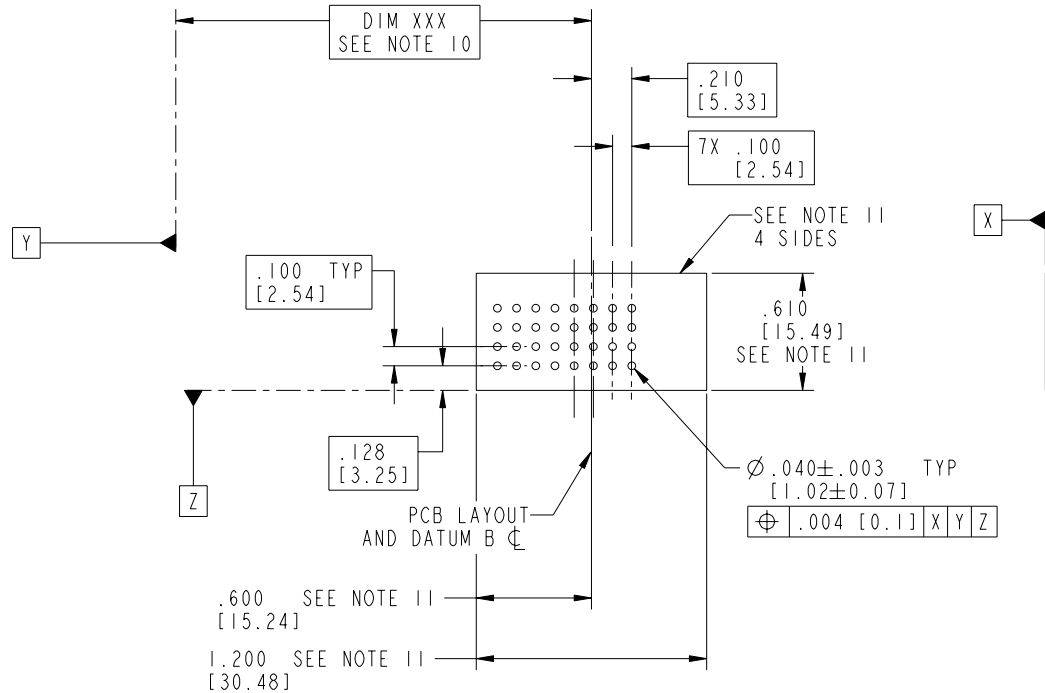 DIM XXX
SEE NOTE 10
.210
[5.33]
7X .100
[2.54]
SEE NOTE 11
4 SIDES
X
Y
.100 TYP
[2.54]
.610
[15.49]
SEE NOTE 11
.128
[3.25]
Z
Ø.040±.003 TYP
[1.02±0.07]
⌖ .004 [0.1] X Y Z
PCB LAYOUT
AND DATUM B ℄
.600 SEE NOTE 11
[15.24]
1.200 SEE NOTE 11
[30.48]